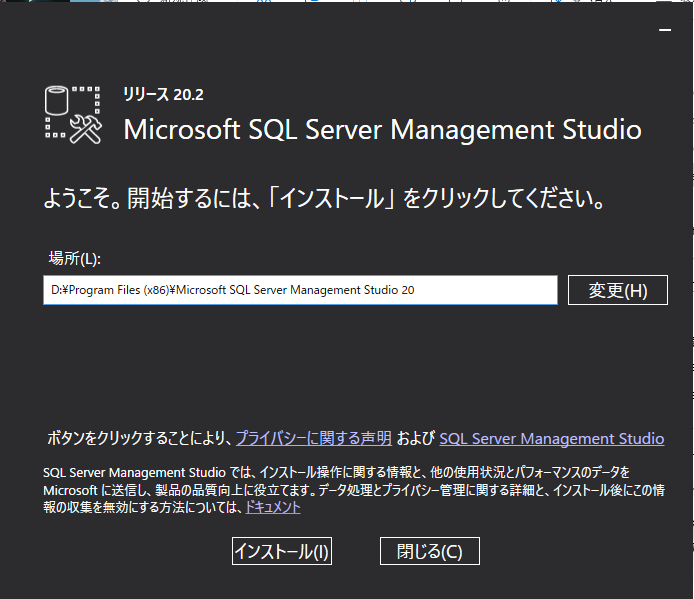 リリース 20.2
Microsoft SQL Server Management Studio
ようこそ。開始するには、「インストール」 をクリックしてください。
場所(L):
D:¥Program Files (x86)¥Microsoft SQL Server Management Studio 20
変更(H)
ボタンをクリックすることにより、プライバシーに関する声明 および SQL Server Management Studio
SQL Server Management Studio では、インストール操作に関する情報と、他の使用状況とパフォーマンスのデータを
Microsoft に送信し、製品の品質向上に役立てます。データ処理とプライバシー管理に関する詳細と、インストール後にこの情
報の収集を無効にする方法については、ドキュメント
インストール(I)
閉じる(C)